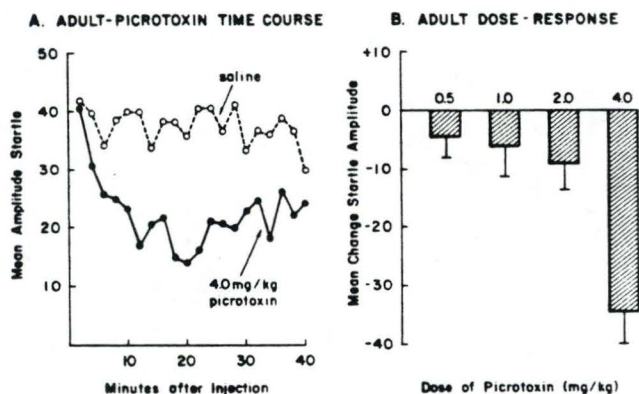 A. ADULT-PICROTOXIN TIME COURSE
50
40
30
20
10
Mean Amplitude Startle
saline
4.0 mg/kg
picrotoxin
10
20
30
40
Minutes after Injection
B. ADULT DOSE-RESPONSE
+10
0
-10
-20
-30
-40
Mean Change Startle Amplitude
0.5
1.0
2.0
4.0
Dose of Picrotoxin (mg/kg)